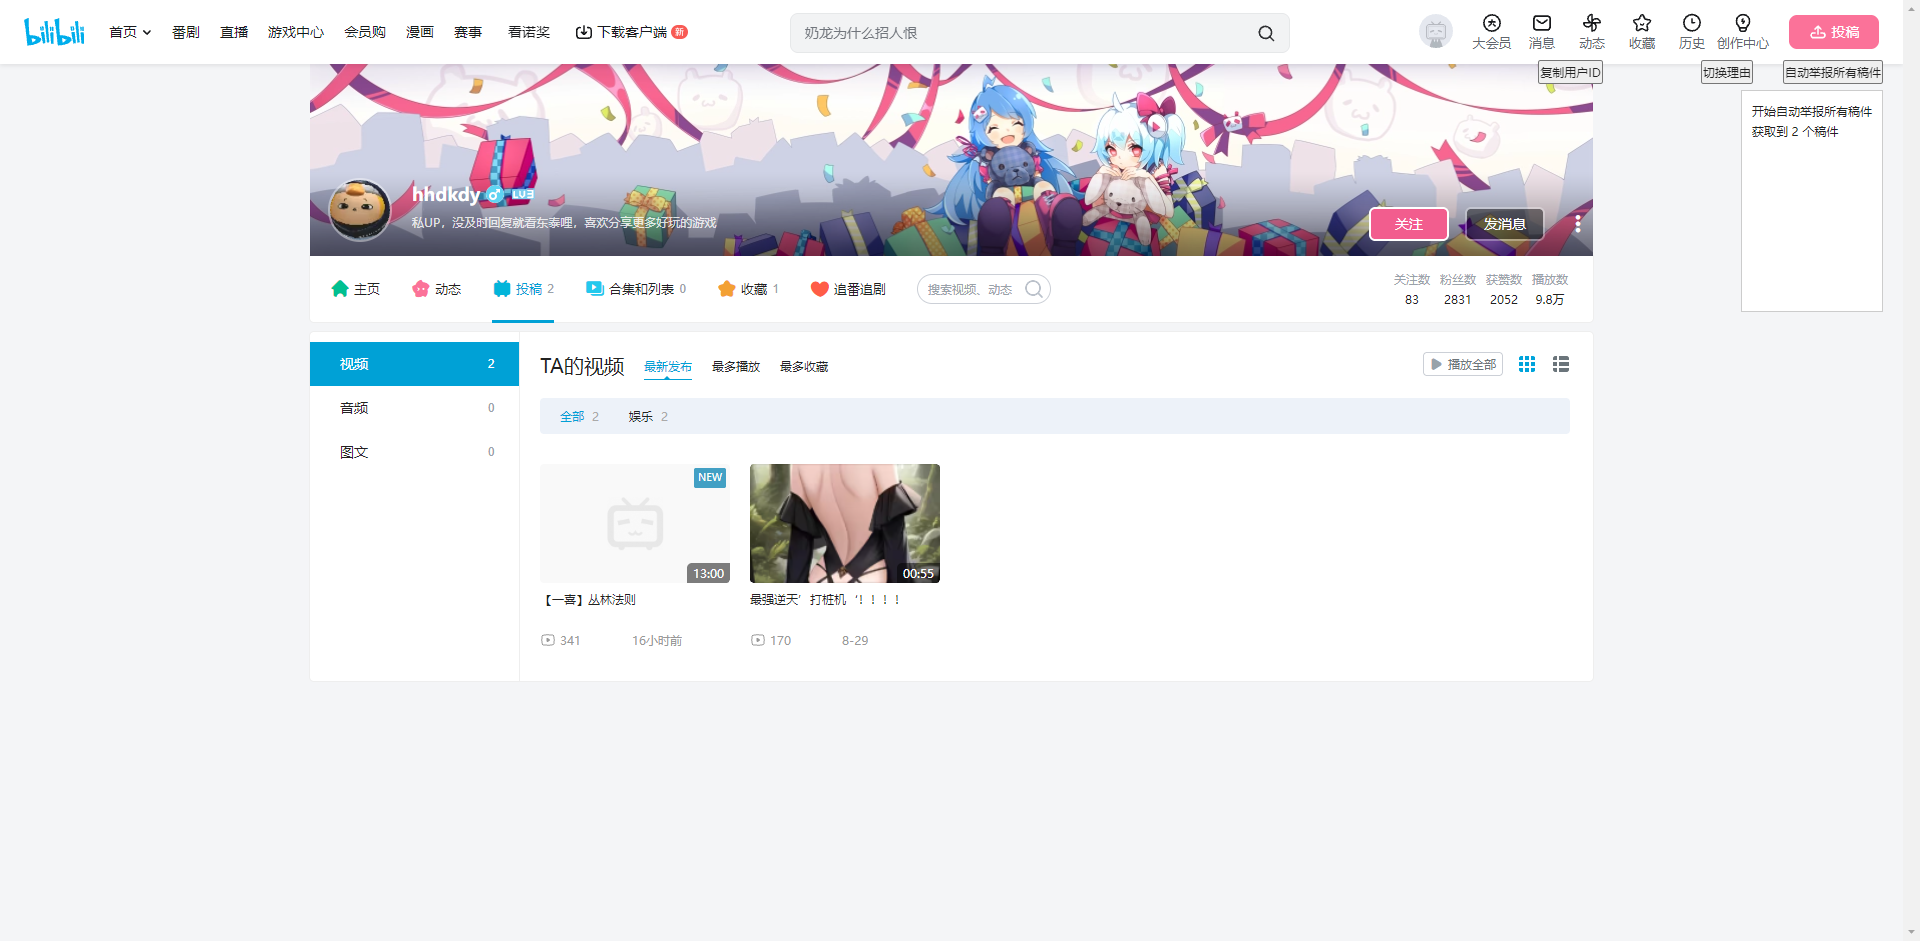 bilibili 首页 番剧 直播 游戏中心 会员购 漫画 赛事 看诺奖 下载客户端 新 奶龙为什么招人恨 大会员 消息 动态 收藏 历史 创作中心 投稿
复制用户ID 切换理由 自动举报所有稿件
开始自动举报所有稿件
获取到 2 个稿件
hhdkdy LV3
私UP，没及时回复就看东泰哩，喜欢分享更多好玩的游戏
关注 发消息
主页 动态 投稿 2 合集和列表 0 收藏 1 追番追剧 搜索视频、动态
关注数 粉丝数 获赞数 播放数
83 2831 2052 9.8万
视频 2
音频 0
图文 0
TA的视频 最新发布 最多播放 最多收藏 播放全部
全部 2 娱乐 2
NEW
13:00
【一喜】丛林法则
341 16小时前
00:55
最强逆天’ 打桩机 ‘！！！！
170 8-29